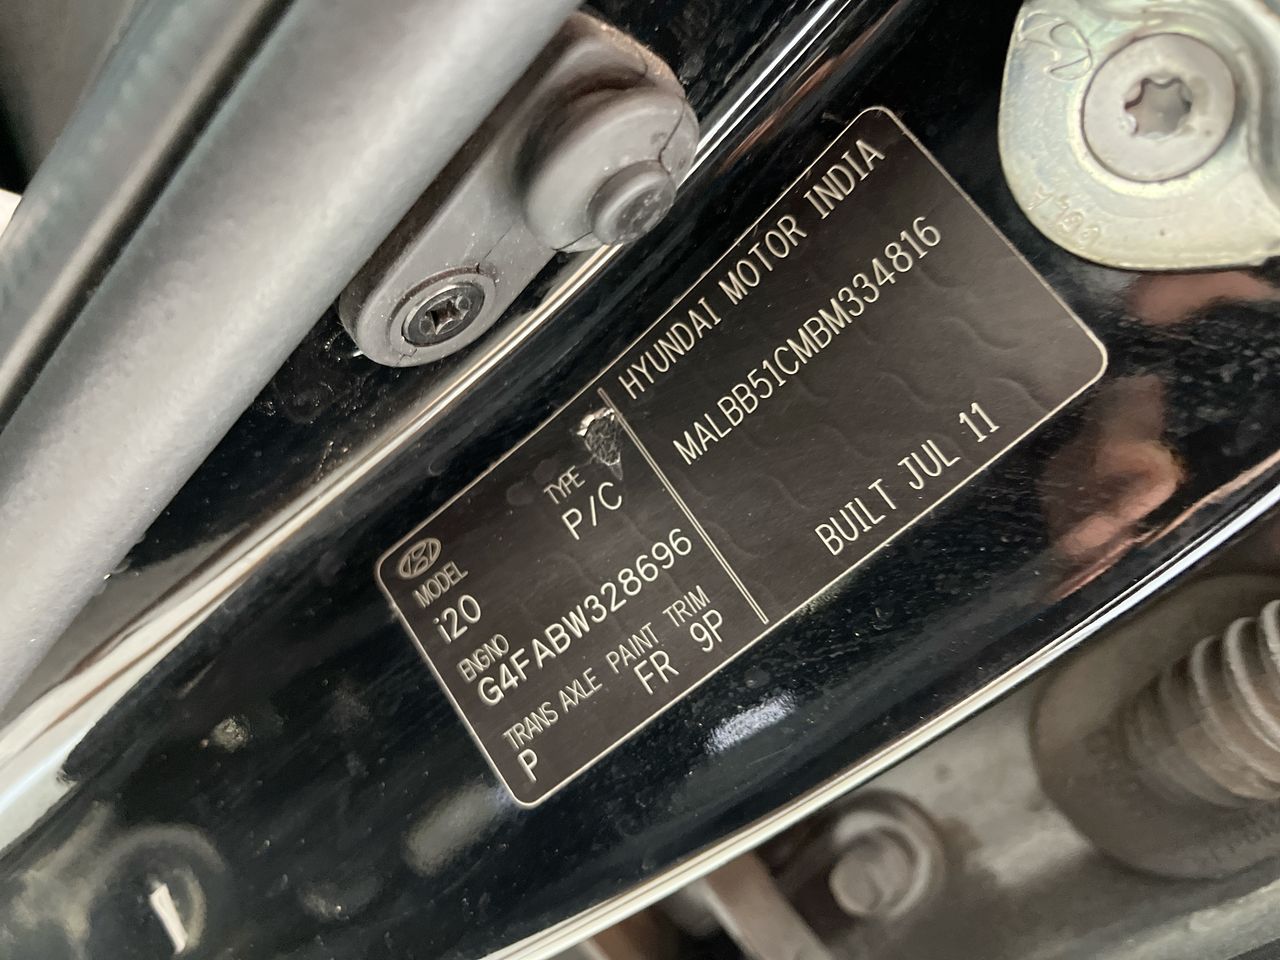 HYUNDAI MOTOR INDIA
MALBB51CMBM334816
BUILT JUL 11
MODEL TYPE
i20 P/C
ENGNO
G4FABW328696
TRANS AXLE PAINT TRIM
P FR 9P